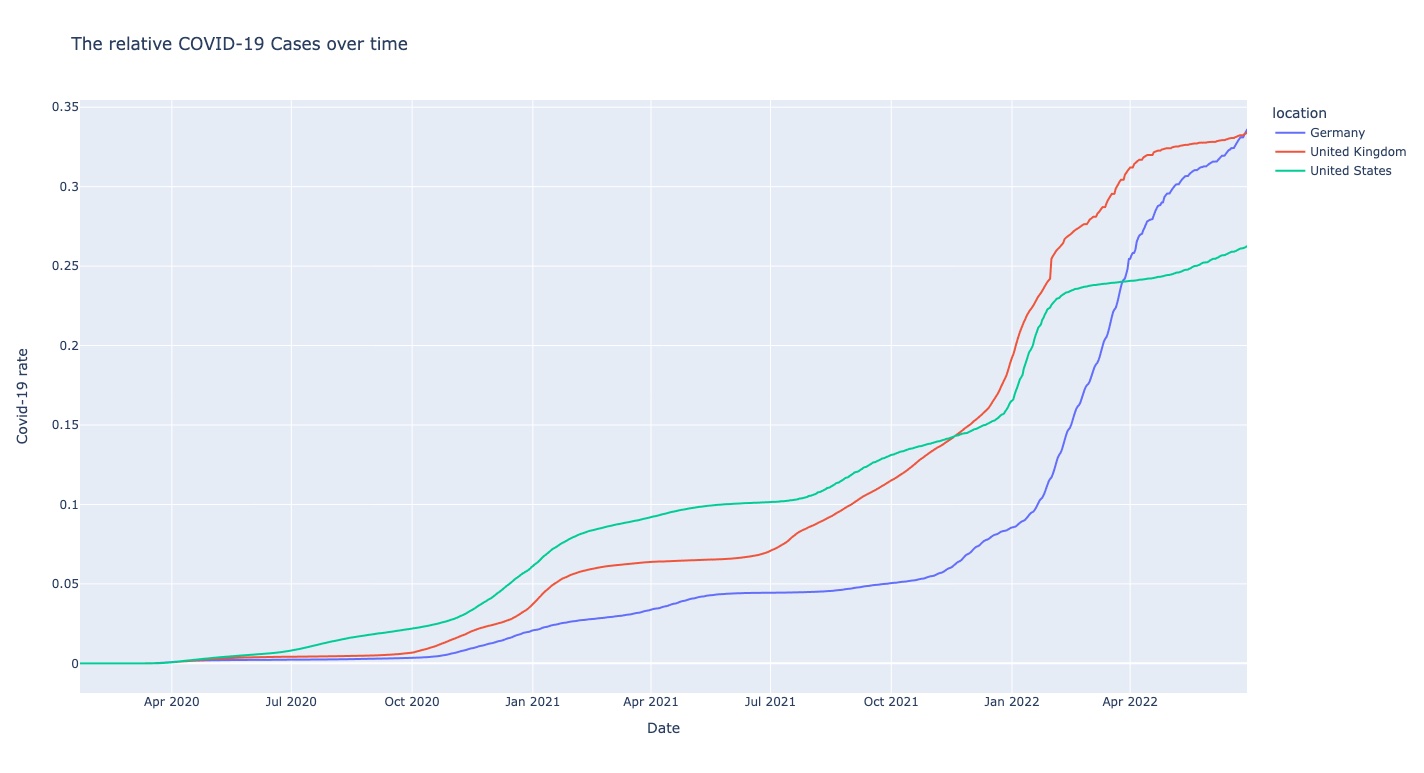 The relative COVID-19 Cases over time
0.35
0.3
0.25
0.2
0.15
0.1
0.05
0
Covid-19 rate
Apr 2020
Jul 2020
Oct 2020
Jan 2021
Apr 2021
Jul 2021
Oct 2021
Jan 2022
Apr 2022
Date
location
Germany
United Kingdom
United States